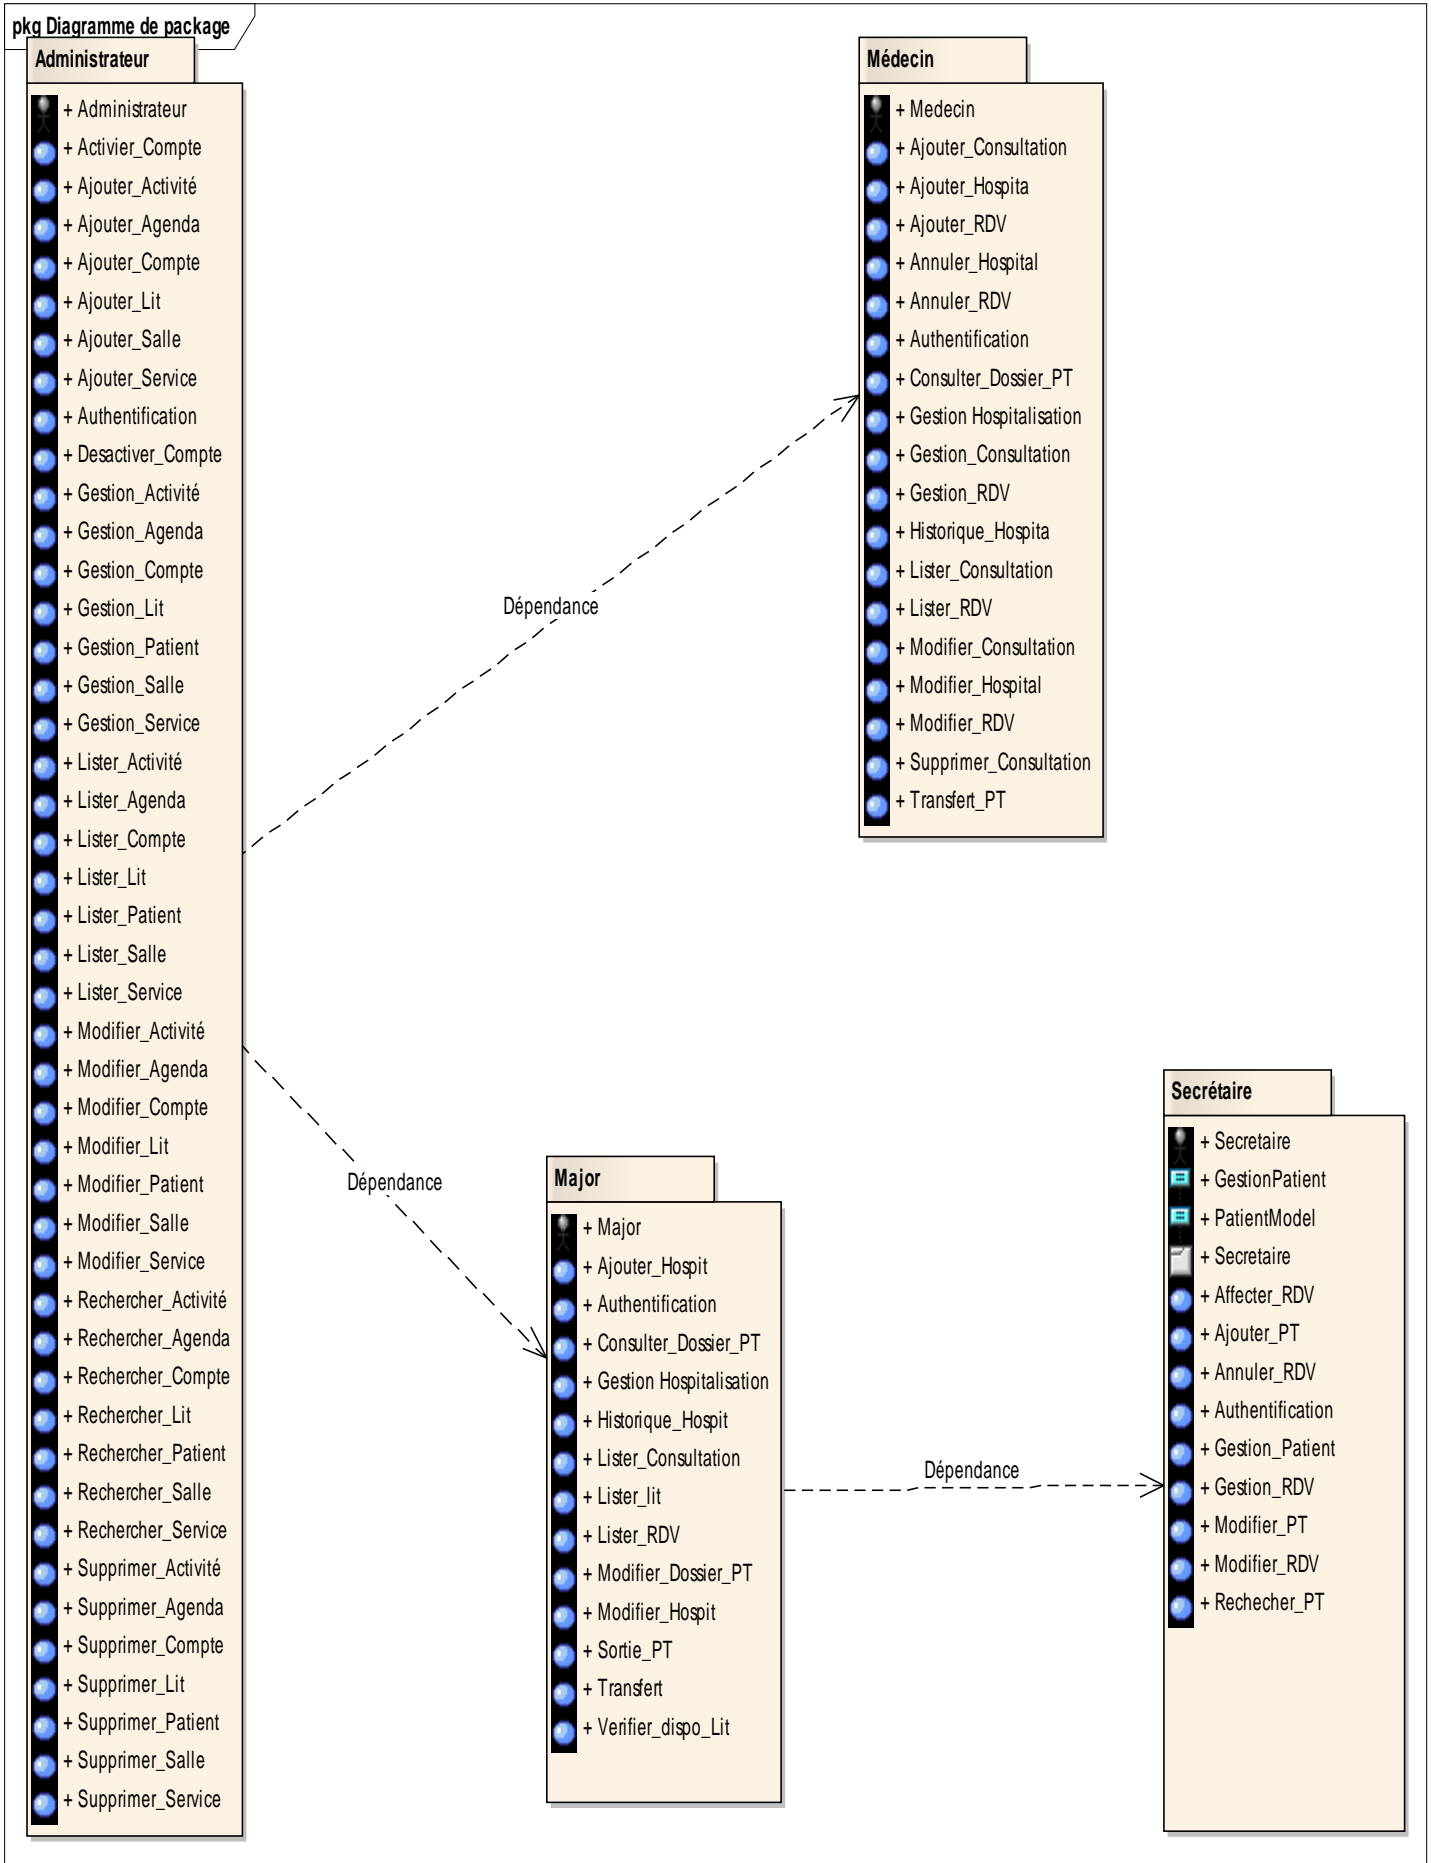 pkg Diagramme de package
Administrateur
+ Administrateur
+ Activier_Compte
+ Ajouter_Activité
+ Ajouter_Agenda
+ Ajouter_Compte
+ Ajouter_Lit
+ Ajouter_Salle
+ Ajouter_Service
+ Authentification
+ Desactiver_Compte
+ Gestion_Activité
+ Gestion_Agenda
+ Gestion_Compte
+ Gestion_Lit
+ Gestion_Patient
+ Gestion_Salle
+ Gestion_Service
+ Lister_Activité
+ Lister_Agenda
+ Lister_Compte
+ Lister_Lit
+ Lister_Patient
+ Lister_Salle
+ Lister_Service
+ Modifier_Activité
+ Modifier_Agenda
+ Modifier_Compte
+ Modifier_Lit
+ Modifier_Patient
+ Modifier_Salle
+ Modifier_Service
+ Rechercher_Activité
+ Rechercher_Agenda
+ Rechercher_Compte
+ Rechercher_Lit
+ Rechercher_Patient
+ Rechercher_Salle
+ Rechercher_Service
+ Supprimer_Activité
+ Supprimer_Agenda
+ Supprimer_Compte
+ Supprimer_Lit
+ Supprimer_Patient
+ Supprimer_Salle
+ Supprimer_Service
Dépendance
Médecin
+ Medecin
+ Ajouter_Consultation
+ Ajouter_Hospita
+ Ajouter_RDV
+ Annuler_Hospital
+ Annuler_RDV
+ Authentification
+ Consulter_Dossier_PT
+ Gestion Hospitalisation
+ Gestion_Consultation
+ Gestion_RDV
+ Historique_Hospita
+ Lister_Consultation
+ Lister_RDV
+ Modifier_Consultation
+ Modifier_Hospital
+ Modifier_RDV
+ Supprimer_Consultation
+ Transfert_PT
Dépendance
Major
+ Major
+ Ajouter_Hospit
+ Authentification
+ Consulter_Dossier_PT
+ Gestion Hospitalisation
+ Historique_Hospit
+ Lister_Consultation
+ Lister_lit
+ Lister_RDV
+ Modifier_Dossier_PT
+ Modifier_Hospit
+ Sortie_PT
+ Transfert
+ Verifier_dispo_Lit
Dépendance
Secrétaire
+ Secretaire
+ GestionPatient
+ PatientModel
+ Secretaire
+ Affecter_RDV
+ Ajouter_PT
+ Annuler_RDV
+ Authentification
+ Gestion_Patient
+ Gestion_RDV
+ Modifier_PT
+ Modifier_RDV
+ Rechecher_PT